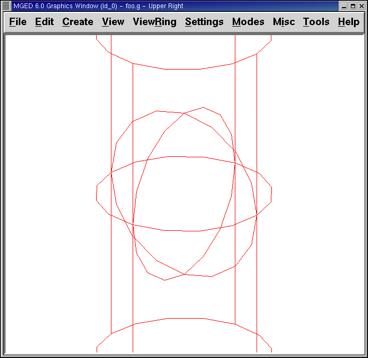 MGED 6.0 Graphics Window (id_0) - foo.g - Upper Right
File Edit Create View ViewRing Settings Modes Misc Tools Help